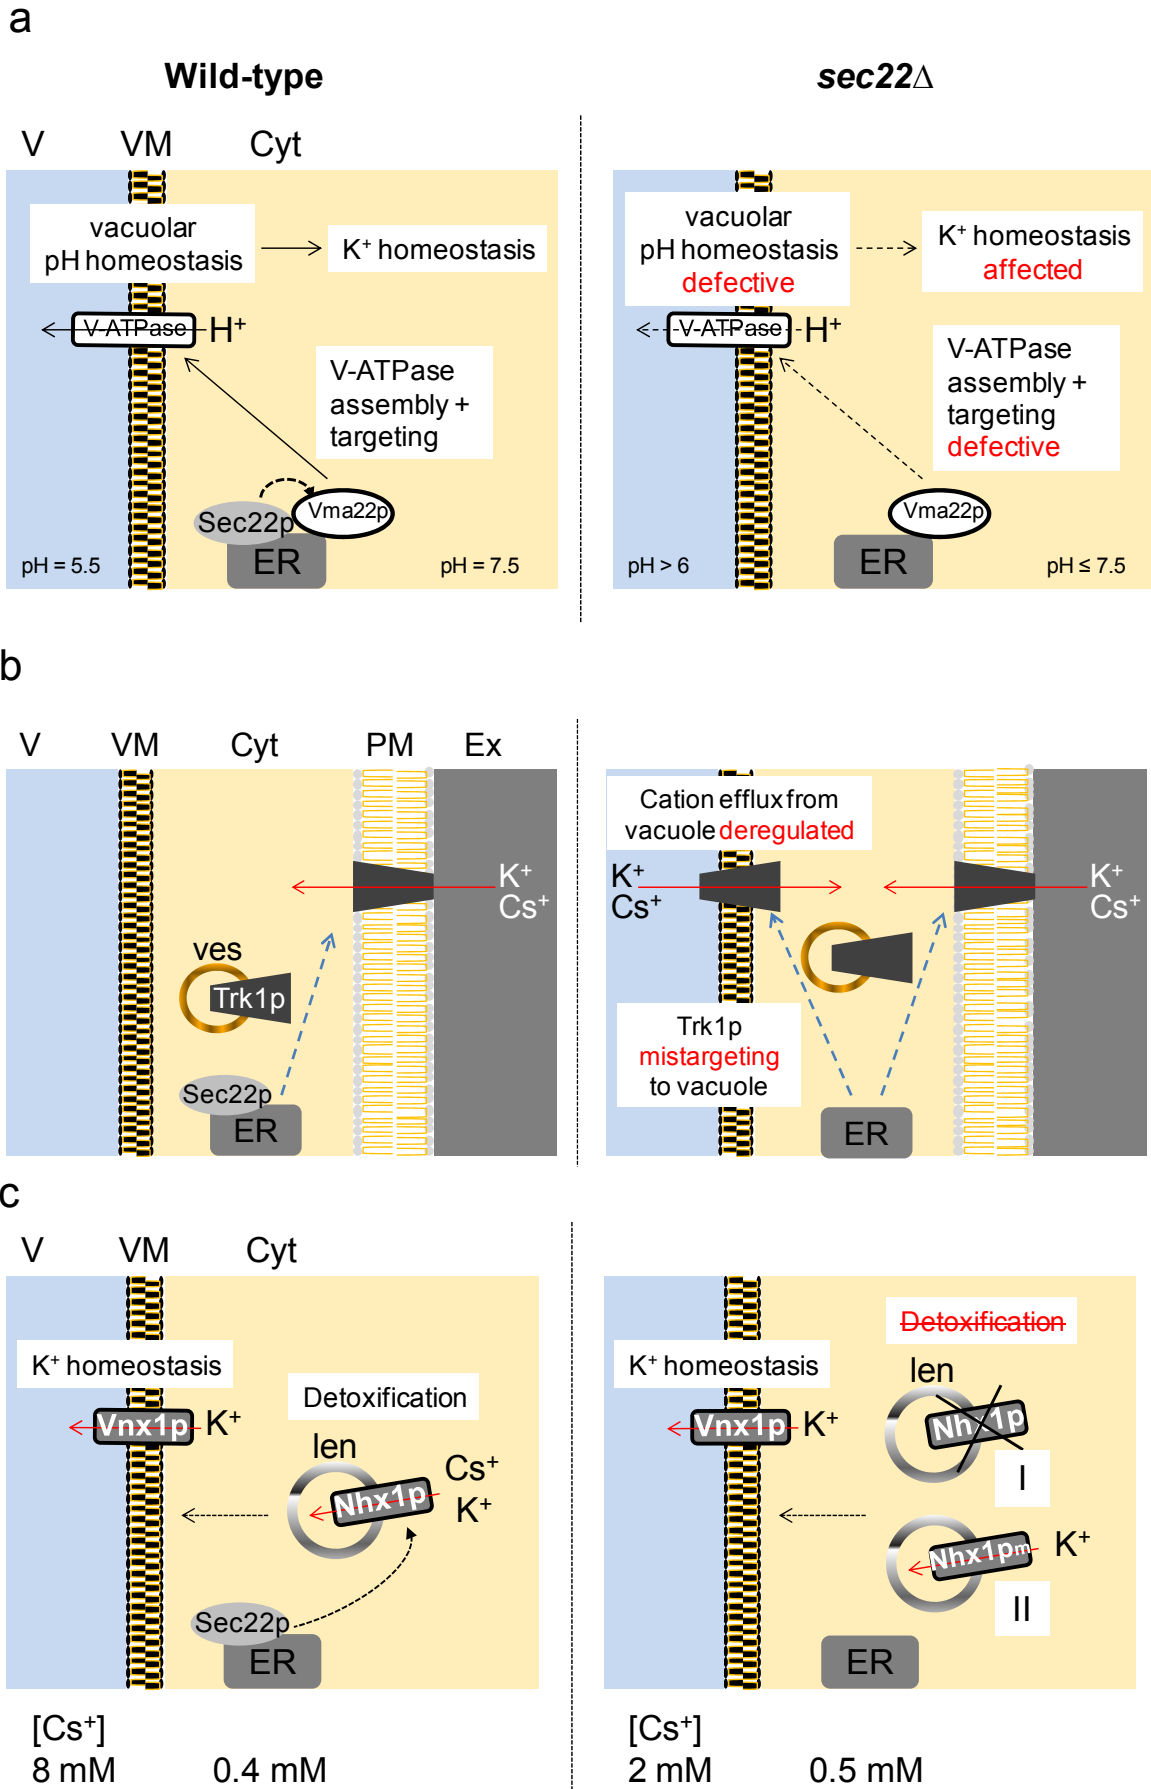 a
Wild-type
sec22Δ
V VM Cyt
vacuolar
pH homeostasis
K⁺ homeostasis
V-ATPase
H⁺
V-ATPase
assembly +
targeting
Sec22p
Vma22p
ER
pH = 5.5
pH = 7.5
vacuolar
pH homeostasis
defective
K⁺ homeostasis
affected
V-ATPase
H⁺
V-ATPase
assembly +
targeting
defective
Vma22p
ER
pH > 6
pH ≤ 7.5
b
V VM Cyt PM Ex
K⁺
Cs⁺
ves
Trk1p
Sec22p
ER
Cation efflux from
vacuole deregulated
K⁺
Cs⁺
K⁺
Cs⁺
Trk1p
mistargeting
to vacuole
ER
c
V VM Cyt
K⁺ homeostasis
Detoxification
Vnx1p
K⁺
len
Nhx1p
Cs⁺
K⁺
Sec22p
ER
[Cs⁺]
8 mM 0.4 mM
Detoxification
K⁺ homeostasis
len
Vnx1p
K⁺
Nhx1p
I
Nhx1pm
K⁺
II
ER
[Cs⁺]
2 mM 0.5 mM